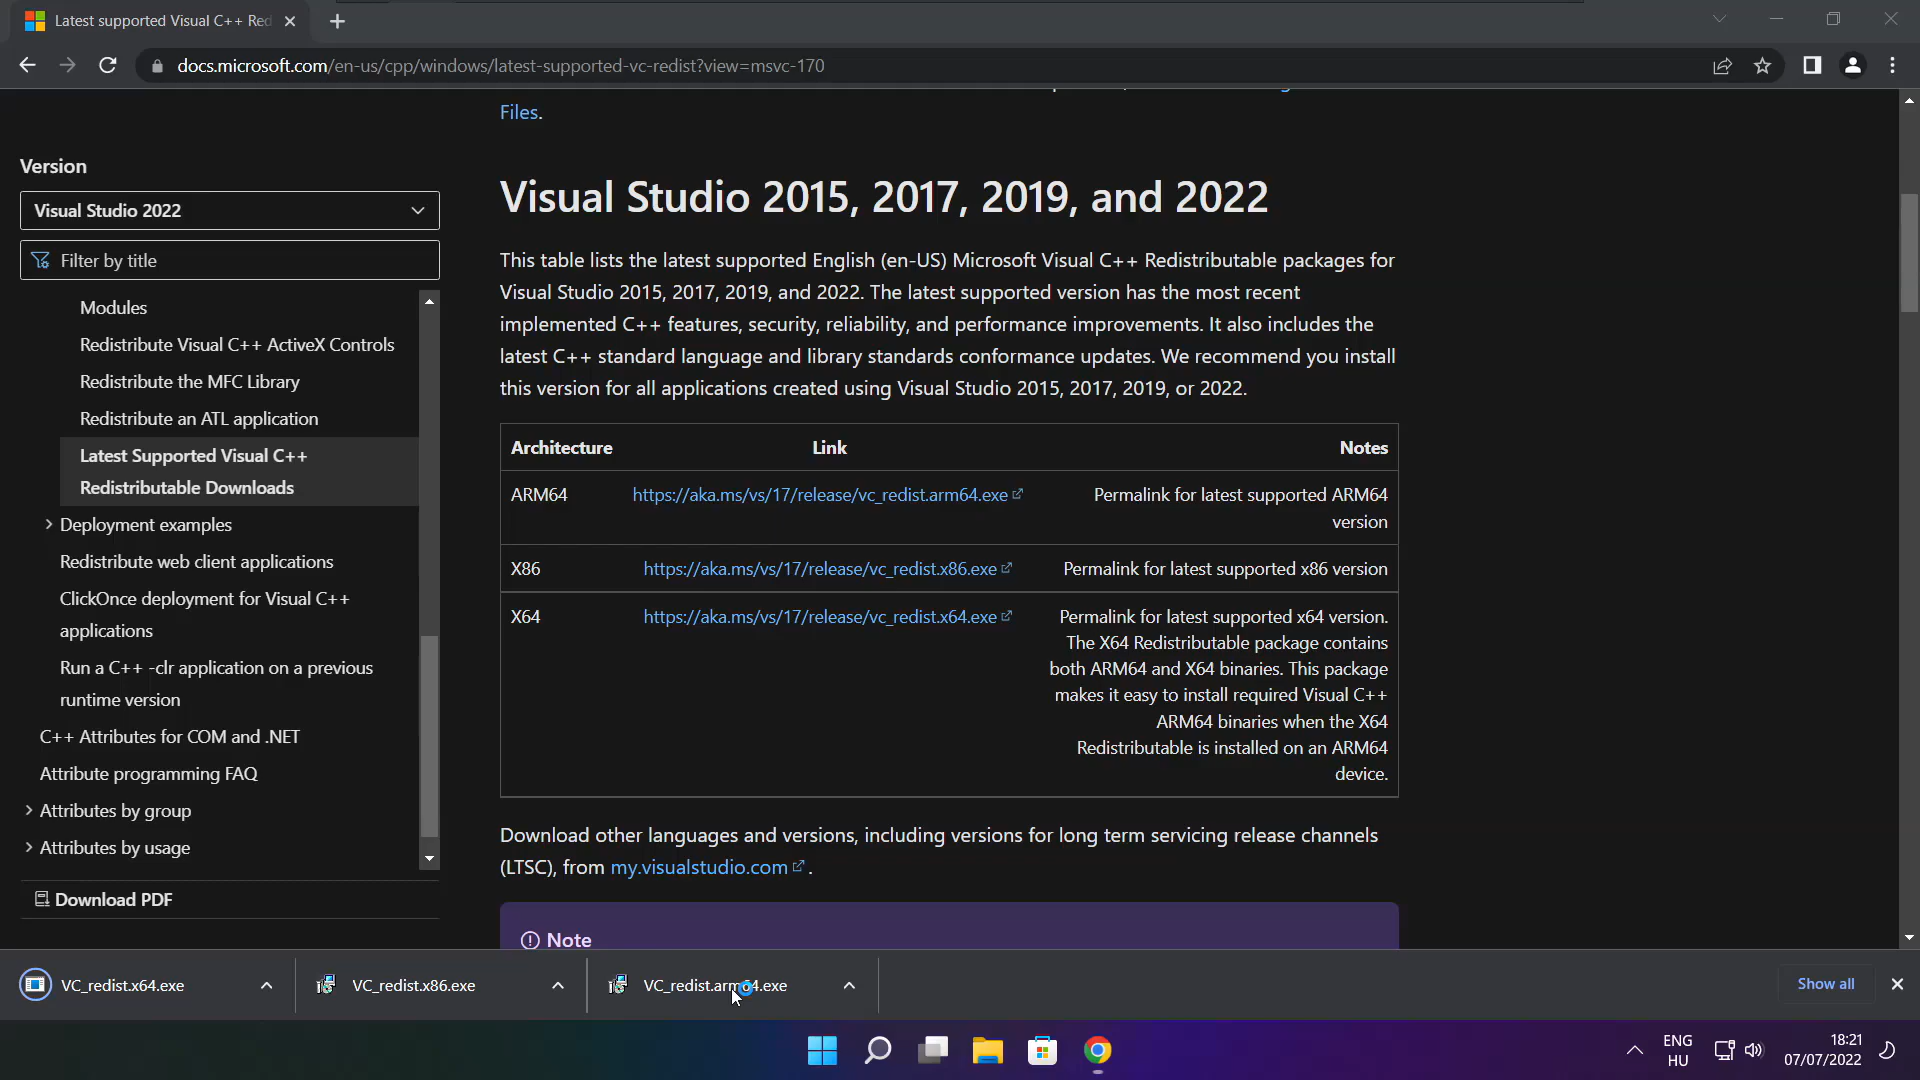 Latest supported Visual C++ Red
docs.microsoft.com/en-us/cpp/windows/latest-supported-vc-redist?view=msvc-170
Files.
Version
Visual Studio 2022
Filter by title
Modules
Redistribute Visual C++ ActiveX Controls
Redistribute the MFC Library
Redistribute an ATL application
Latest Supported Visual C++
Redistributable Downloads
Deployment examples
Redistribute web client applications
ClickOnce deployment for Visual C++
applications
Run a C++ -clr application on a previous
runtime version
C++ Attributes for COM and .NET
Attribute programming FAQ
Attributes by group
Attributes by usage
Download PDF
Visual Studio 2015, 2017, 2019, and 2022
This table lists the latest supported English (en-US) Microsoft Visual C++ Redistributable packages for
Visual Studio 2015, 2017, 2019, and 2022. The latest supported version has the most recent
implemented C++ features, security, reliability, and performance improvements. It also includes the
latest C++ standard language and library standards conformance updates. We recommend you install
this version for all applications created using Visual Studio 2015, 2017, 2019, or 2022.
Architecture Link Notes
ARM64 https://aka.ms/vs/17/release/vc_redist.arm64.exe Permalink for latest supported ARM64
version
X86 https://aka.ms/vs/17/release/vc_redist.x86.exe Permalink for latest supported x86 version
X64 https://aka.ms/vs/17/release/vc_redist.x64.exe Permalink for latest supported x64 version.
The X64 Redistributable package contains
both ARM64 and X64 binaries. This package
makes it easy to install required Visual C++
ARM64 binaries when the X64
Redistributable is installed on an ARM64
device.
Download other languages and versions, including versions for long term servicing release channels
(LTSC), from my.visualstudio.com.
Note
VC_redist.x64.exe
VC_redist.x86.exe
VC_redist.arm64.exe
Show all
ENG
HU
18:21
07/07/2022